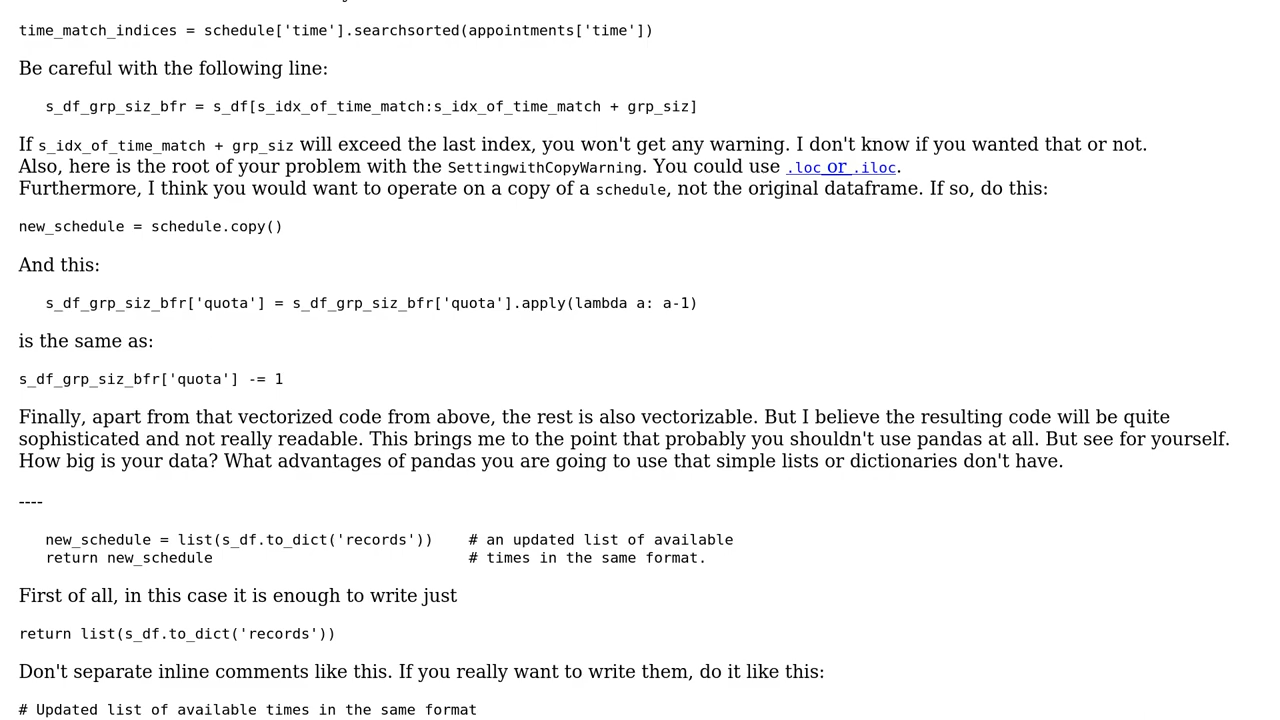 time_match_indices = schedule['time'].searchsorted(appointments['time'])
Be careful with the following line:
s_df_grp_siz_bfr = s_df[s_idx_of_time_match:s_idx_of_time_match + grp_siz]
If s_idx_of_time_match + grp_siz will exceed the last index, you won't get any warning. I don't know if you wanted that or not.
Also, here is the root of your problem with the SettingwithCopyWarning. You could use .loc or .iloc.
Furthermore, I think you would want to operate on a copy of a schedule, not the original dataframe. If so, do this:
new_schedule = schedule.copy()
And this:
s_df_grp_siz_bfr['quota'] = s_df_grp_siz_bfr['quota'].apply(lambda a: a-1)
is the same as:
s_df_grp_siz_bfr['quota'] -= 1
Finally, apart from that vectorized code from above, the rest is also vectorizable. But I believe the resulting code will be quite
sophisticated and not really readable. This brings me to the point that probably you shouldn't use pandas at all. But see for yourself.
How big is your data? What advantages of pandas you are going to use that simple lists or dictionaries don't have.
----
new_schedule = list(s_df.to_dict('records'))    # an updated list of available
return new_schedule                             # times in the same format.
First of all, in this case it is enough to write just
return list(s_df.to_dict('records'))
Don't separate inline comments like this. If you really want to write them, do it like this:
# Updated list of available times in the same format